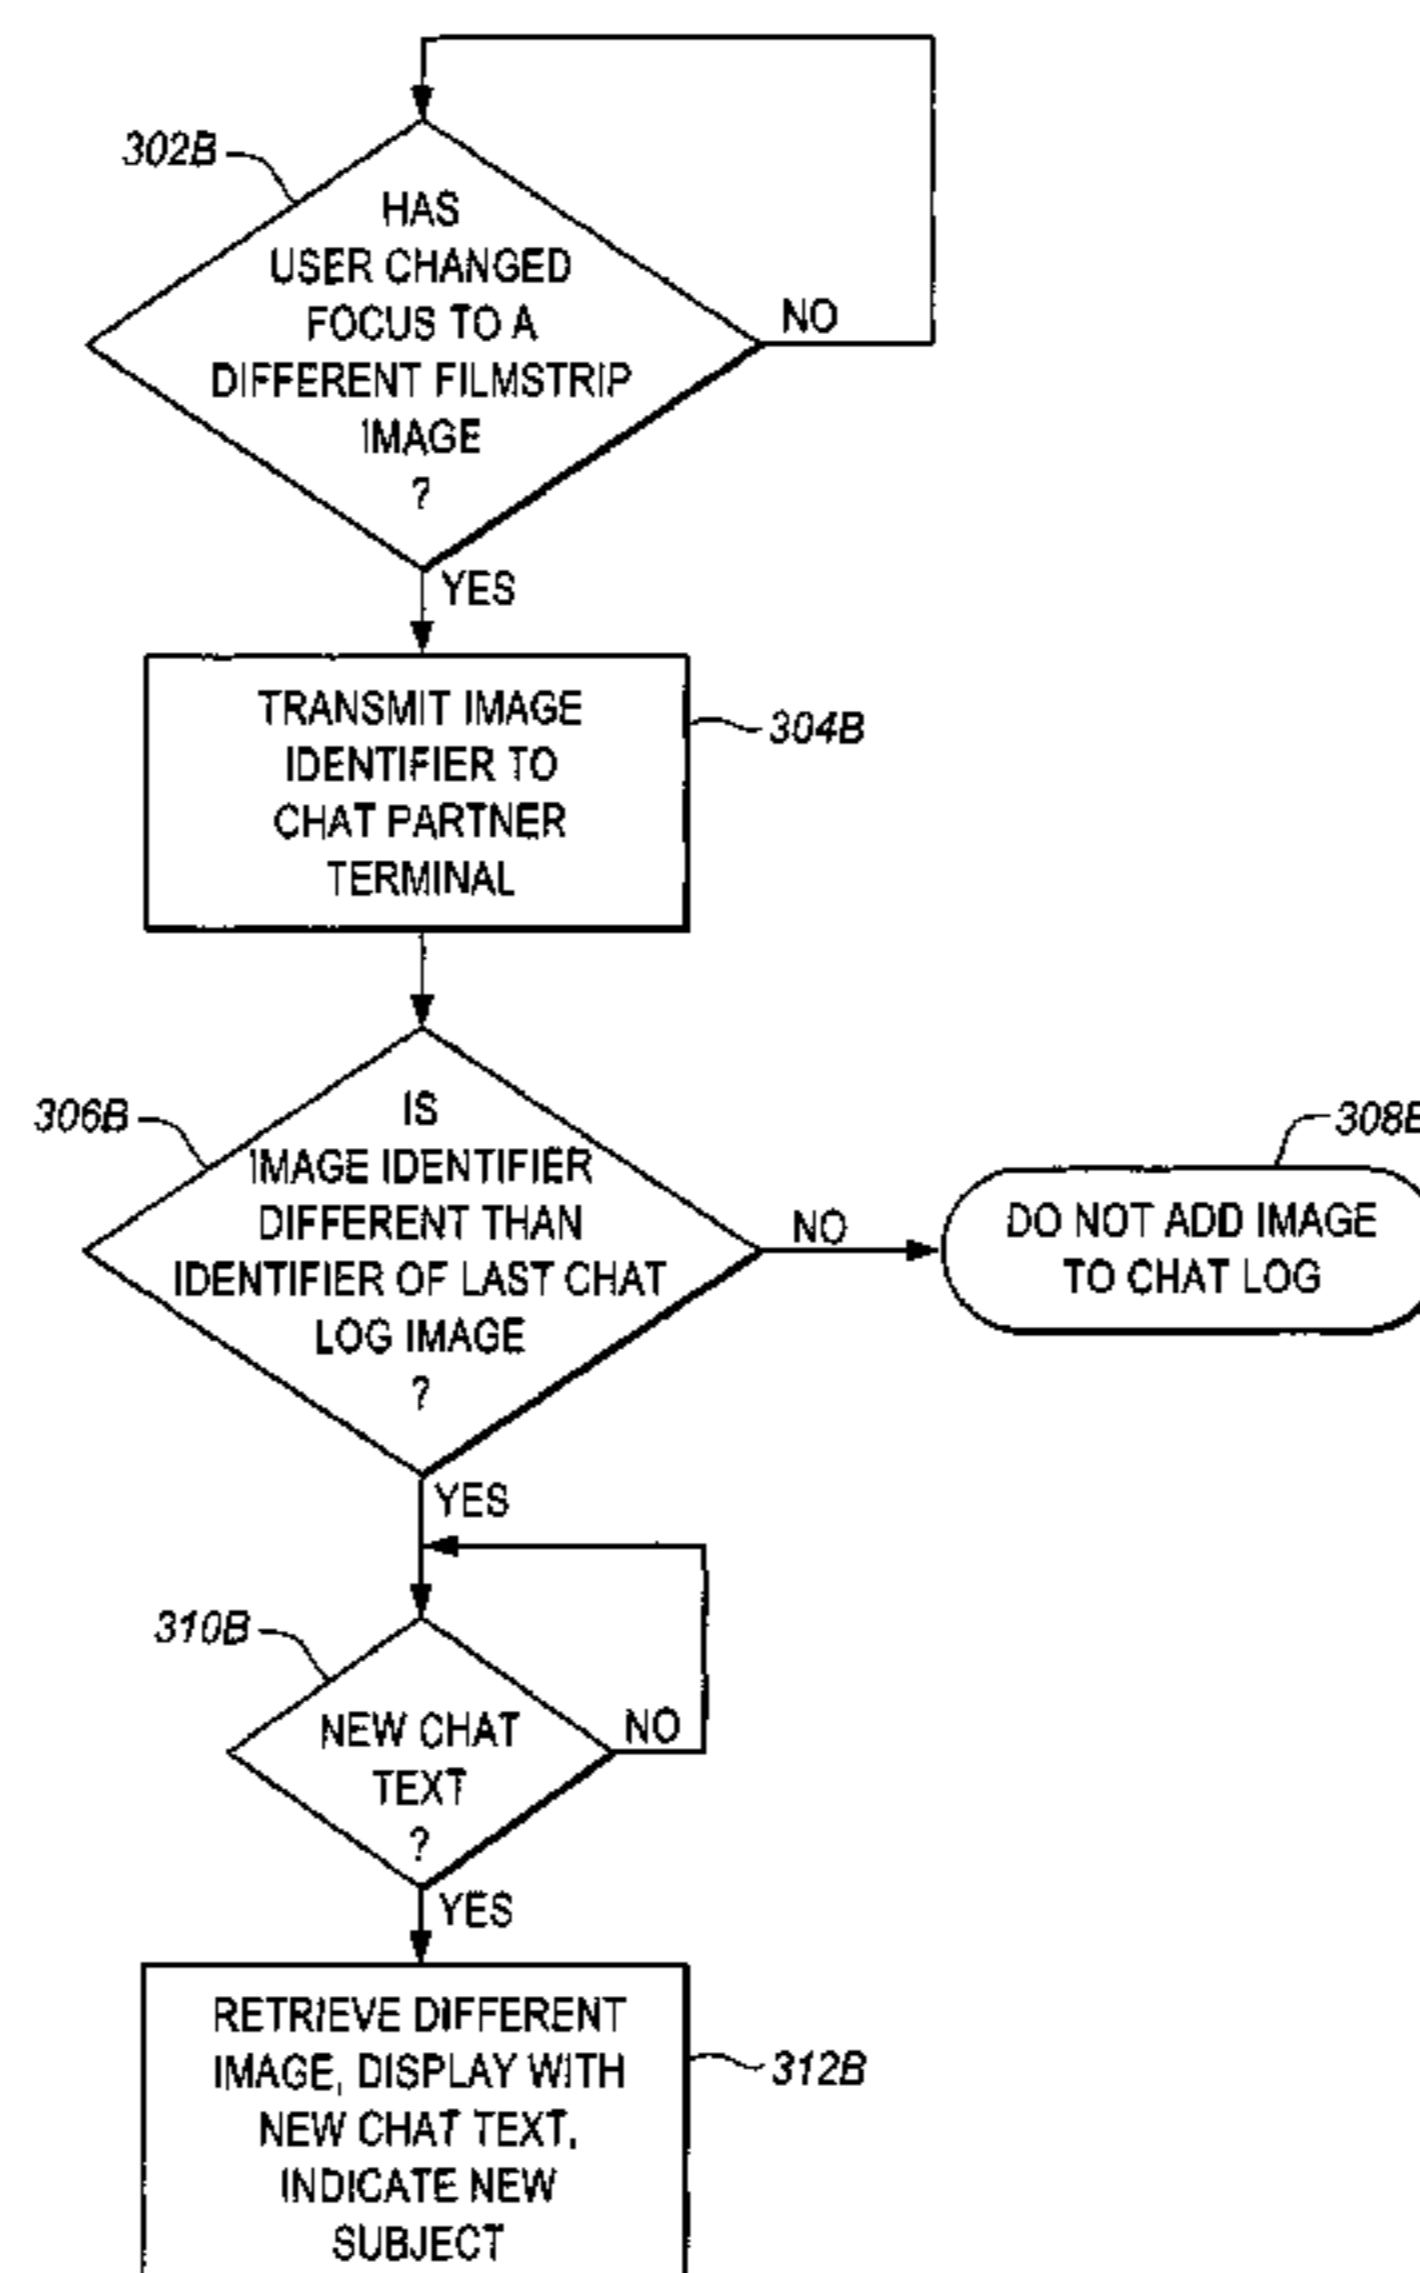 302B
HAS
USER CHANGED
FOCUS TO A
DIFFERENT FILMSTRIP
IMAGE
?
NO
YES
TRANSMIT IMAGE
IDENTIFIER TO
CHAT PARTNER
TERMINAL
304B
306B
IS
IMAGE IDENTIFIER
DIFFERENT THAN
IDENTIFIER OF LAST CHAT
LOG IMAGE
?
NO
308B
DO NOT ADD IMAGE
TO CHAT LOG
YES
310B
NEW CHAT
TEXT
?
NO
YES
RETRIEVE DIFFERENT
IMAGE, DISPLAY WITH
NEW CHAT TEXT,
INDICATE NEW
SUBJECT
312B